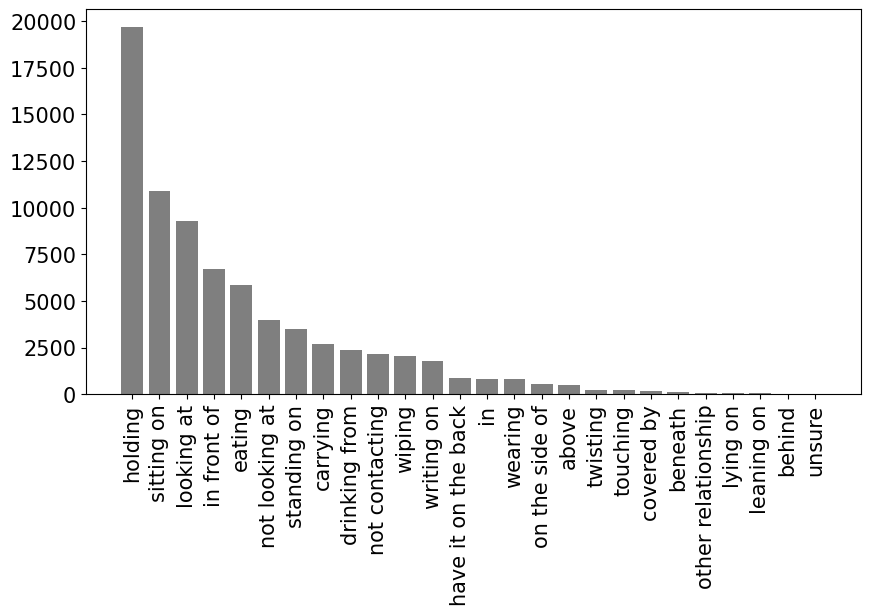 20000
17500
15000
12500
10000
7500
5000
2500
0
holding
sitting on
looking at
in front of
eating
not looking at
standing on
carrying
drinking from
not contacting
wiping
writing on
have it on the back
in
wearing
on the side of
above
twisting
touching
covered by
beneath
other relationship
lying on
leaning on
behind
unsure